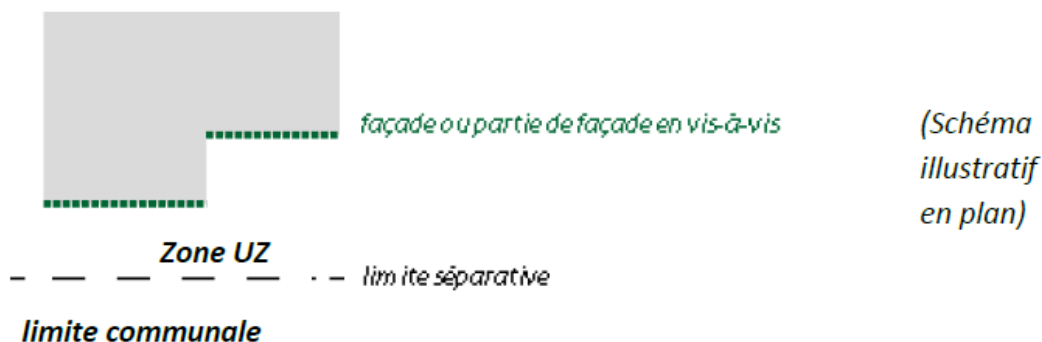 façade ou partie de façade en vis-à-vis
(Schéma
illustratif
en plan)
Zone UZ
limite séparative
limite communale